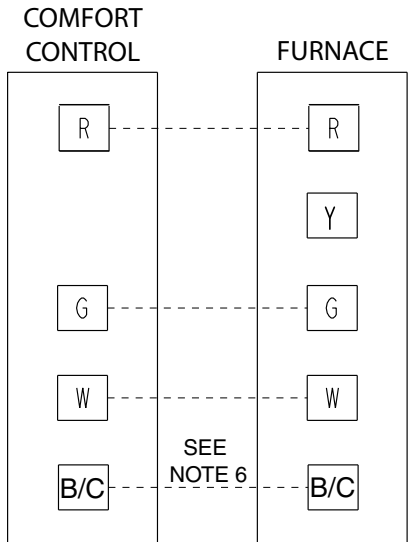 COMFORT
CONTROL
FURNACE
R
R
Y
G
G
W
W
SEE
NOTE 6
B/C
B/C